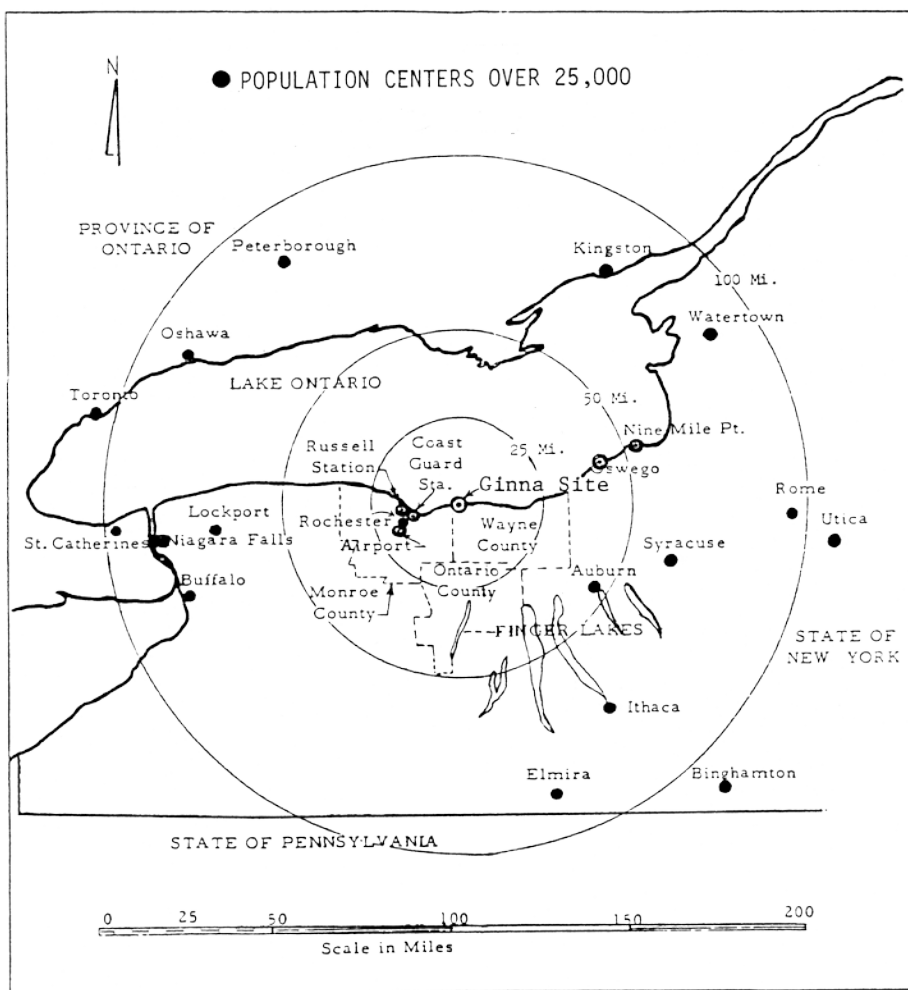 N
POPULATION CENTERS OVER 25,000
PROVINCE OF
ONTARIO
Peterborough
Kingston
100 Mi.
Watertown
Oshawa
LAKE ONTARIO
Toronto
50 Mi.
Nine Mile Pt.
Russell
Station
Coast
Guard
Sta.
25 Mi.
Oswego
Ginna Site
Rome
Lockport
Rochester
Wayne
County
Utica
St. Catherines
Niagara Falls
Airport
Syracuse
Ontario
County
Auburn
Buffalo
Monroe
County
FINGER LAKES
STATE OF
NEW YORK
Ithaca
Elmira
Binghamton
STATE OF PENNSYLVANIA
0 25 50 100 150 200
Scale in Miles